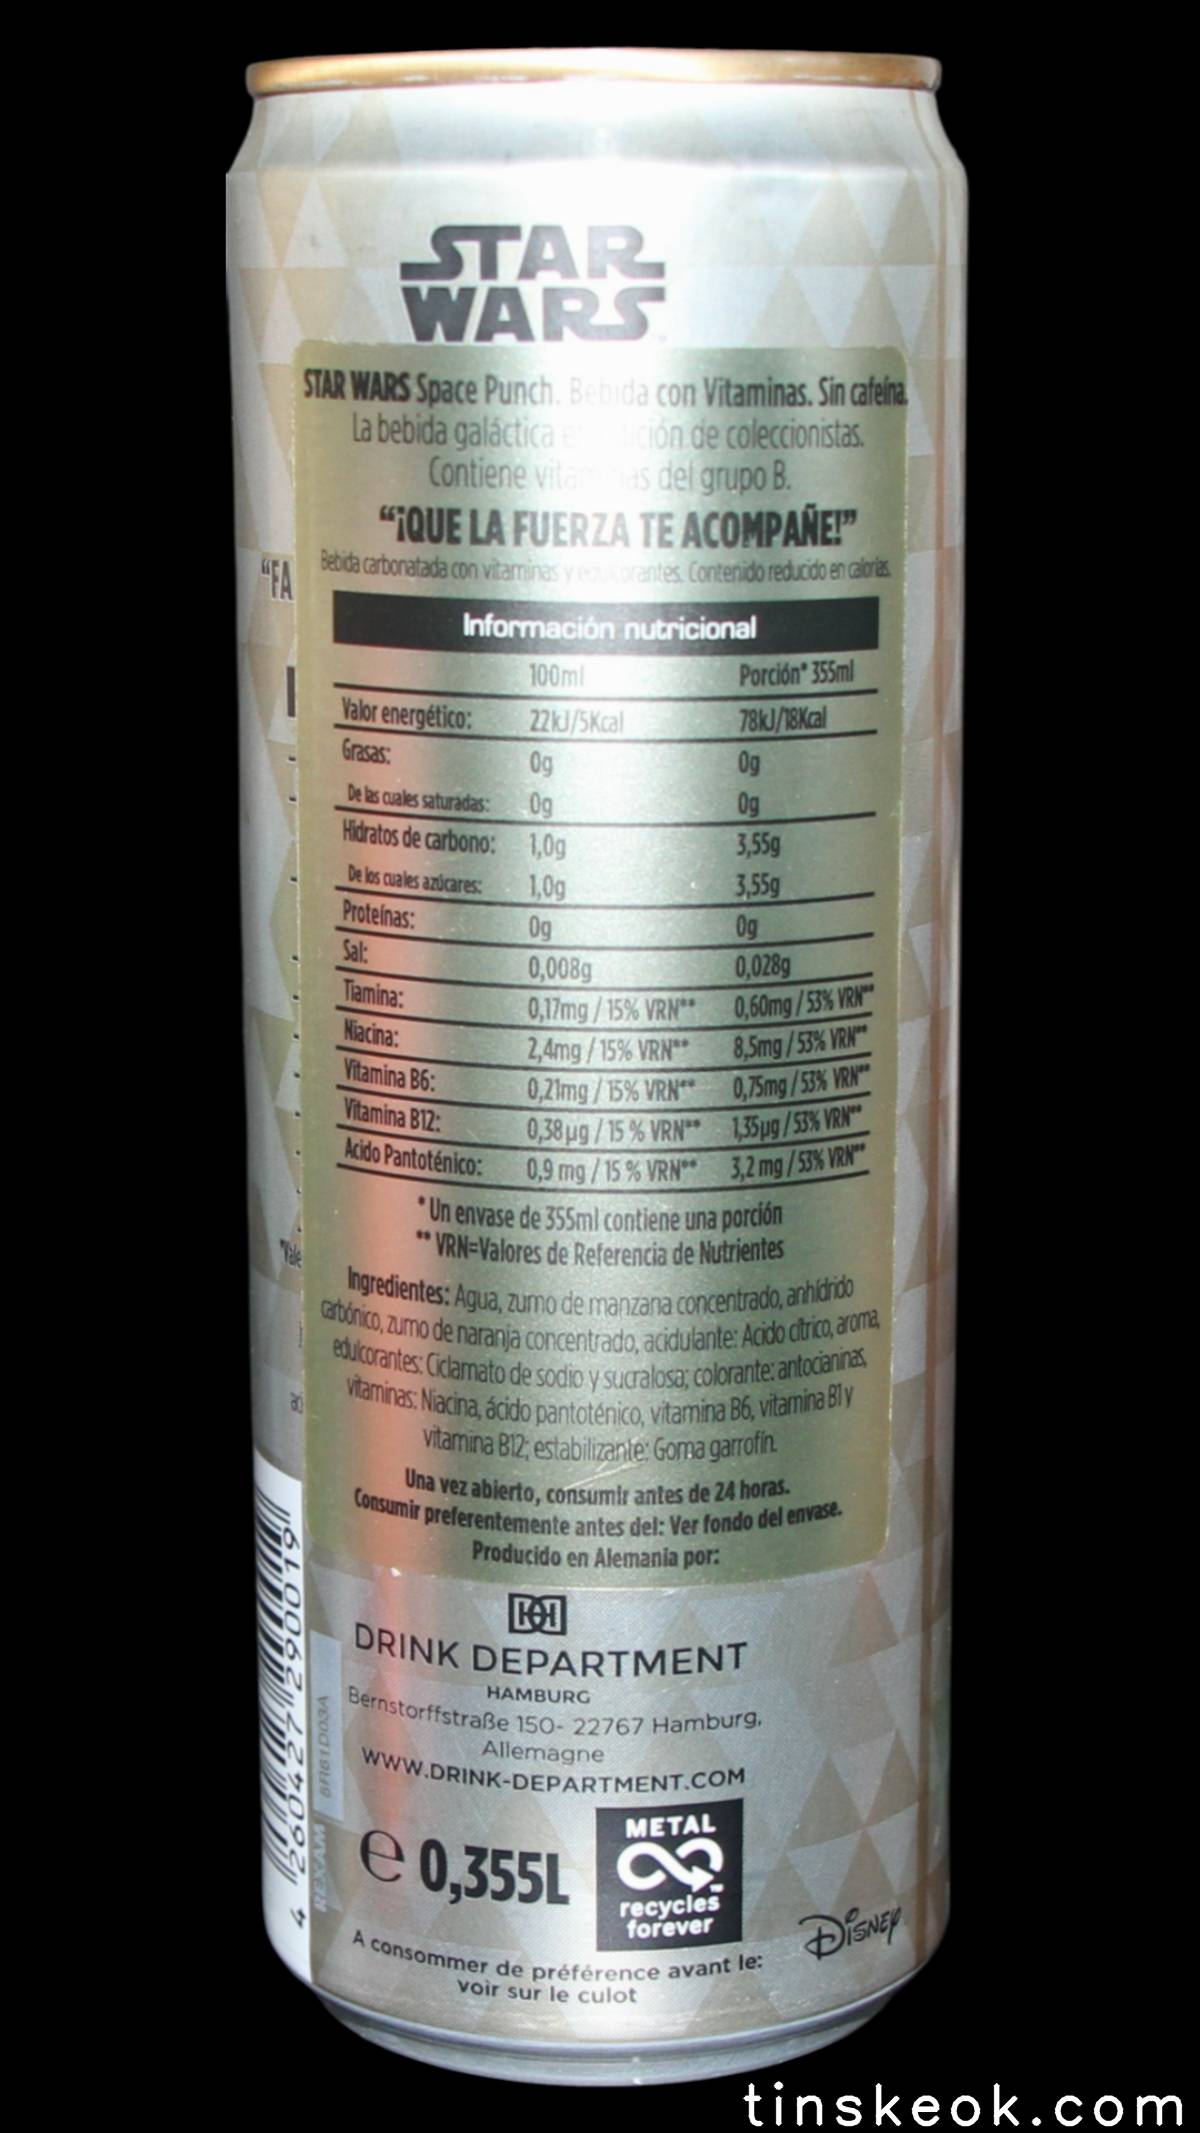 STAR
WARS
STAR WARS Space Punch. Bebida con Vitaminas. Sin cafeína.
La bebida galáctica en edición de coleccionistas.
Contiene vitaminas del grupo B.
"¡QUE LA FUERZA TE ACOMPAÑE!"
Bebida carbonatada con vitaminas y edulcorantes. Contenido reducido en calorías.
"FA
Información nutricional
100ml Porción* 355ml
Valor energético: 22kJ/5Kcal 78kJ/18Kcal
Grasas: 0g 0g
De las cuales saturadas: 0g 0g
Hidratos de carbono: 1,0g 3,55g
De los cuales azúcares: 1,0g 3,55g
Proteínas: 0g 0g
Sal: 0,008g 0,028g
Tiamina: 0,17mg / 15% VRN** 0,60mg / 53% VRN**
Niacina: 2,4mg / 15% VRN** 8,5mg / 53% VRN**
Vitamina B6: 0,21mg / 15% VRN** 0,75mg / 53% VRN**
Vitamina B12: 0,38µg / 15 % VRN** 1,35µg / 53% VRN**
Acido Pantoténico: 0,9 mg / 15 % VRN** 3,2 mg / 53% VRN**
* Un envase de 355ml contiene una porción
** VRN=Valores de Referencia de Nutrientes
Ingredientes: Agua, zumo de manzana concentrado, anhídrido
carbónico, zumo de naranja concentrado, acidulante: Acido cítrico, aroma,
edulcorantes: Ciclamato de sodio y sucralosa; colorante: antocianinas,
vitaminas: Niacina, ácido pantoténico, vitamina B6, vitamina B1 y
vitamina B12; estabilizante: Goma garrofín.
Una vez abierto, consumir antes de 24 horas.
Consumir preferentemente antes del: Ver fondo del envase.
Producido en Alemania por:
DRINK DEPARTMENT
HAMBURG
Bernstorffstraße 150- 22767 Hamburg,
Allemagne
WWW.DRINK-DEPARTMENT.COM
4 260427 290019
REXAM
e 0,355L
METAL
recycles
forever
Disney
A consommer de préférence avant le:
voir sur le culot
tinskeok.com